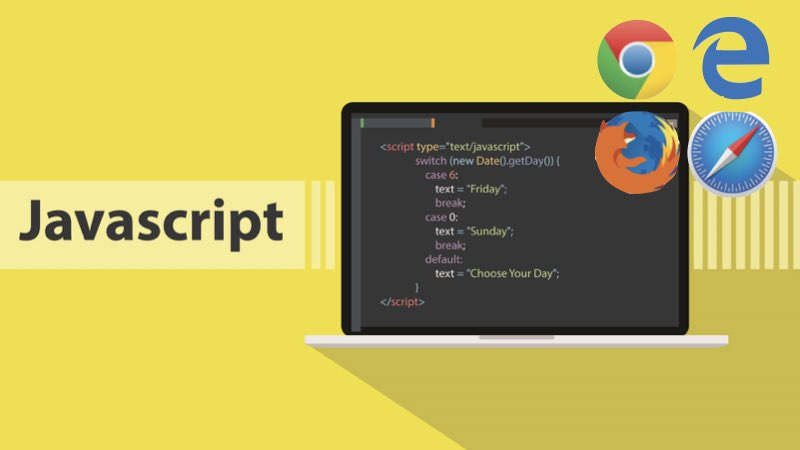 Javascript
<script type="text/javascript">
switch (new Date().getDay()) {
case 6:
text = "Friday";
break;
case 0:
text = "Sunday";
break;
default:
text = "Choose Your Day";
}
</script>